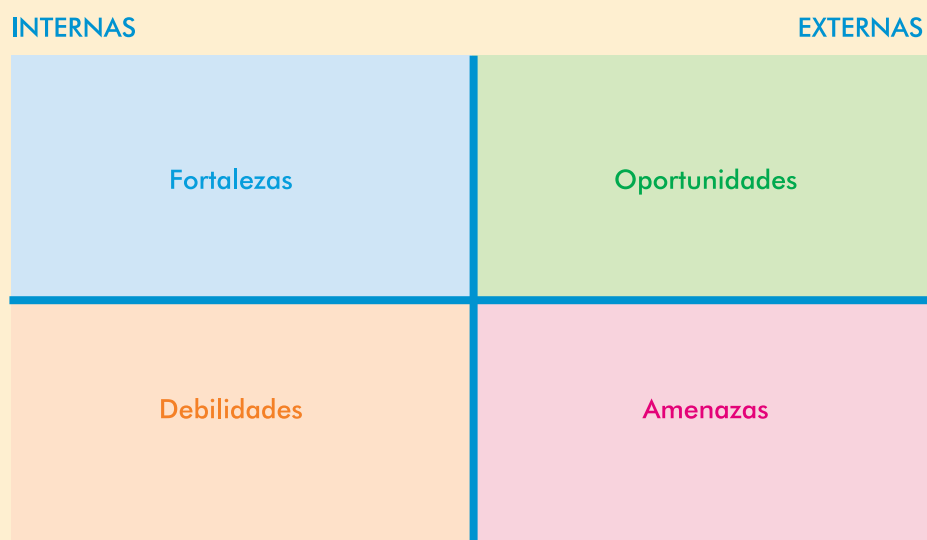 INTERNAS
EXTERNAS
Fortalezas
Oportunidades
Debilidades
Amenazas